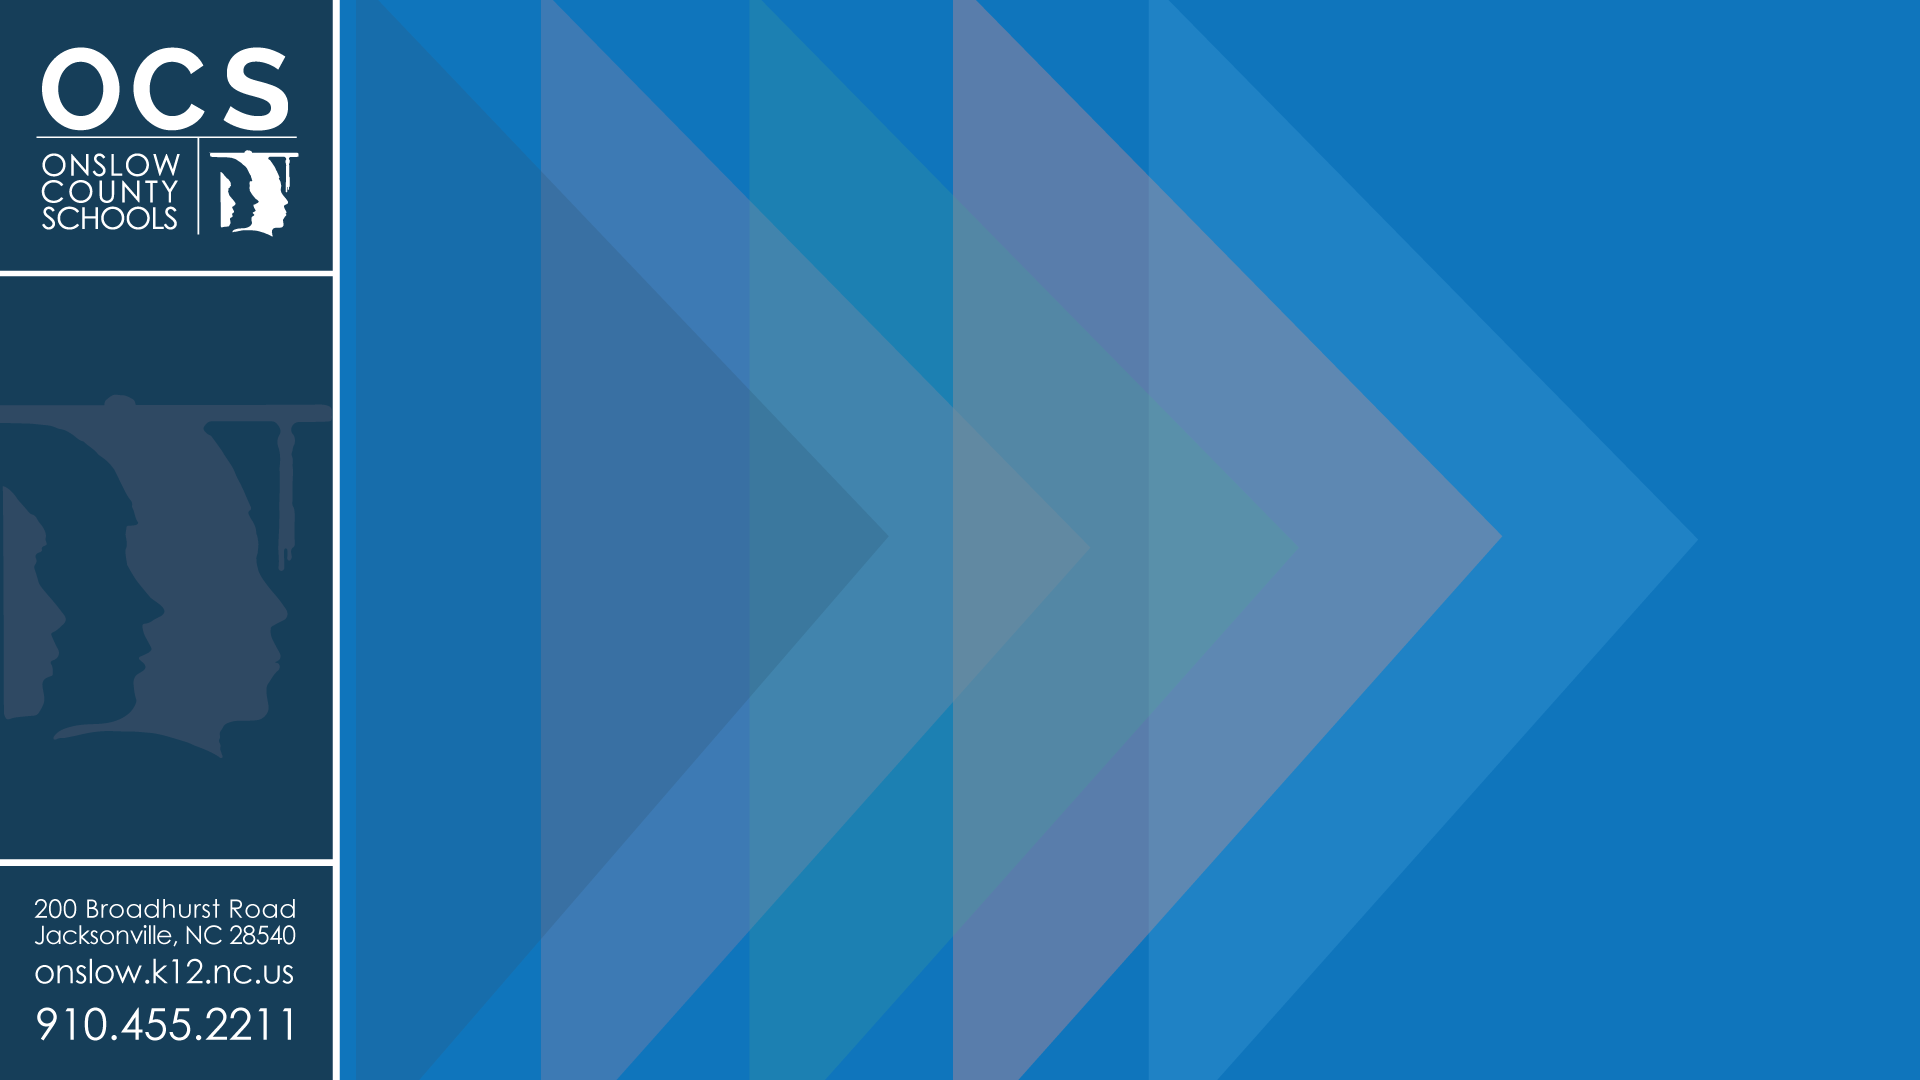 OCS
ONSLOW
COUNTY
SCHOOLS
200 Broadhurst Road
Jacksonville, NC 28540
onslow.k12.nc.us
910.455.2211